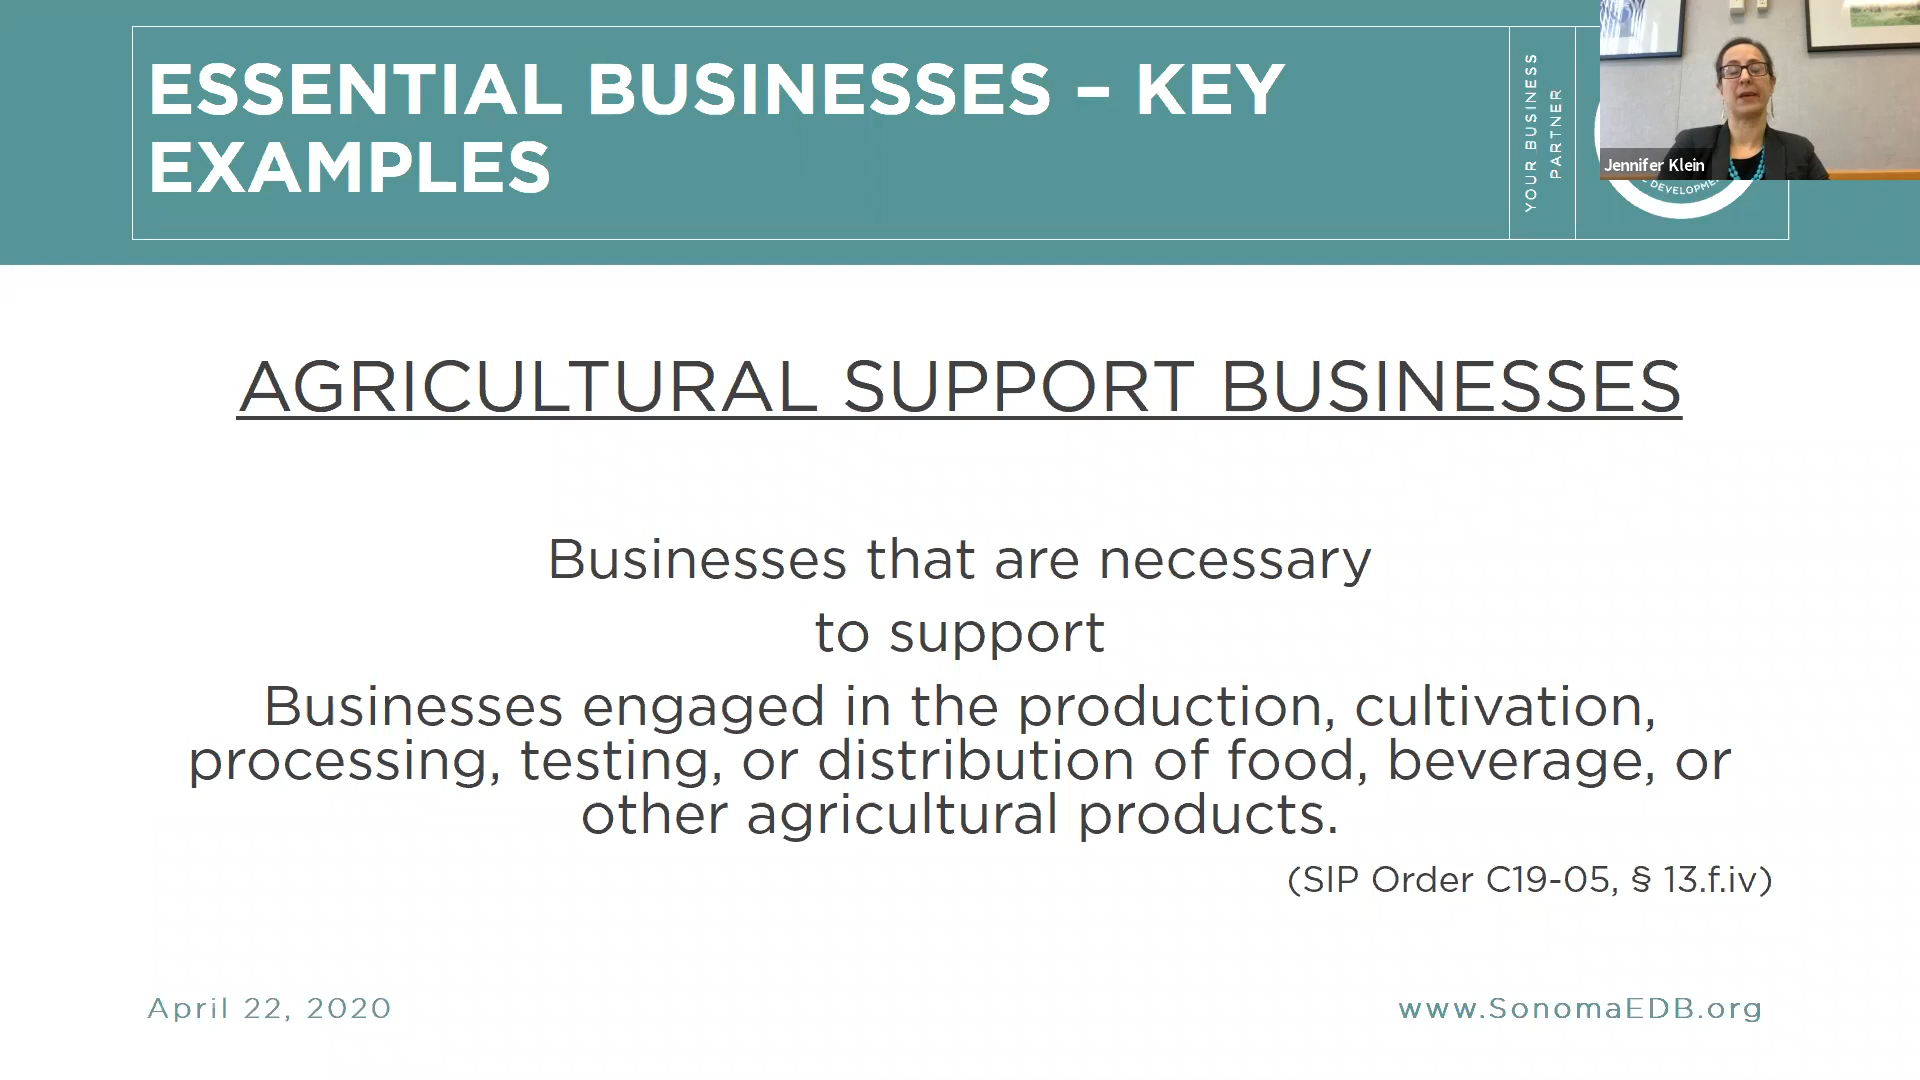 ESSENTIAL BUSINESSES – KEY
EXAMPLES
YOUR BUSINESS
PARTNER
Jennifer Klein
AGRICULTURAL SUPPORT BUSINESSES
Businesses that are necessary
to support
Businesses engaged in the production, cultivation,
processing, testing, or distribution of food, beverage, or
other agricultural products.
(SIP Order C19-05, § 13.f.iv)
April 22, 2020
www.SonomaEDB.org